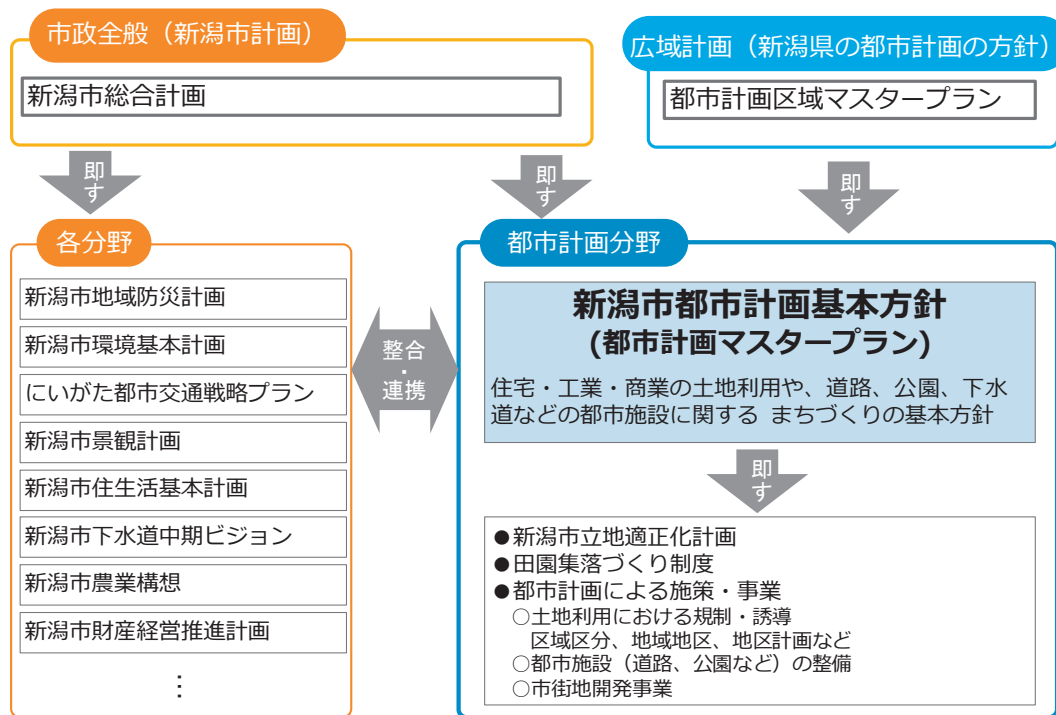 市政全般（新潟市計画）
新潟市総合計画
広域計画（新潟県の都市計画の方針）
都市計画区域マスタープラン
即す
即す
即す
各分野
新潟市地域防災計画
新潟市環境基本計画
にいがた都市交通戦略プラン
新潟市景観計画
新潟市住生活基本計画
新潟市下水道中期ビジョン
新潟市農業構想
新潟市財産経営推進計画
⋮
整合
・
連携
都市計画分野
新潟市都市計画基本方針
(都市計画マスタープラン)
住宅・工業・商業の土地利用や、道路、公園、下水
道などの都市施設に関する まちづくりの基本方針
即す
●新潟市立地適正化計画
●田園集落づくり制度
●都市計画による施策・事業
○土地利用における規制・誘導
区域区分、地域地区、地区計画など
○都市施設（道路、公園など）の整備
○市街地開発事業